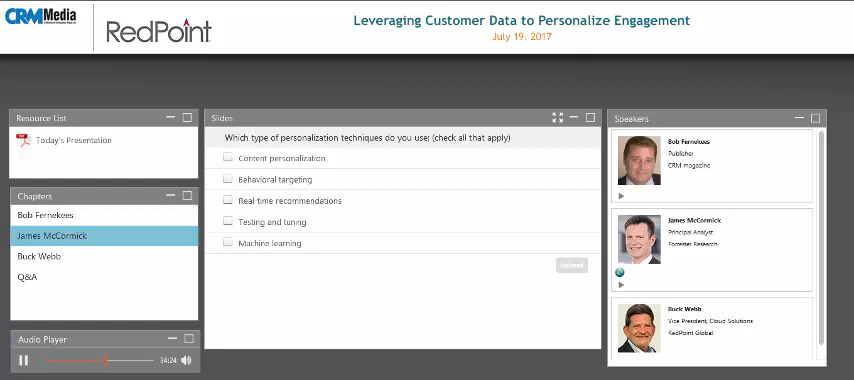 CRM Media
RedPoint
Leveraging Customer Data to Personalize Engagement
July 19, 2017
Resource List
Today's Presentation
Chapters
Bob Fernekees
James McCormick
Buck Webb
Q&A
Audio Player
34:24
Slides
Which type of personalization techniques do you use: (check all that apply)
Content personalization
Behavioral targeting
Real-time recommendations
Testing and tuning
Machine learning
Submit
Speakers
Bob Fernekees
Publisher
CRM magazine
James McCormick
Principal Analyst
Forrester Research
Buck Webb
Vice President, Cloud Solutions
RedPoint Global